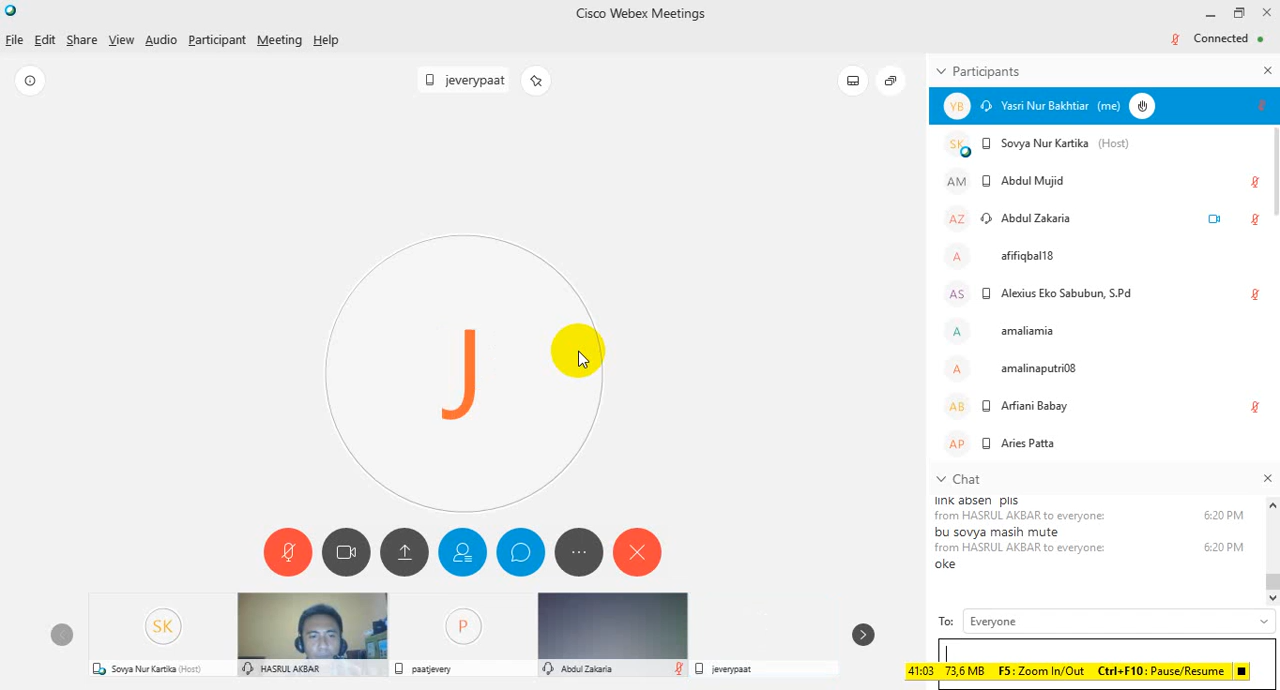 Cisco Webex Meetings
File Edit Share View Audio Participant Meeting Help
Connected
jeverypaat
J
SK
Sovya Nur Kartika (Host)
HASRUL AKBAR
P
paatjevery
Abdul Zakaria
jeverypaat
Participants
YB Yasri Nur Bakhtiar (me)
SK Sovya Nur Kartika (Host)
AM Abdul Mujid
AZ Abdul Zakaria
A afifiqbal18
AS Alexius Eko Sabubun, S.Pd
A amaliamia
A amalinaputri08
AB Arfiani Babay
AP Aries Patta
Chat
link absen plis
from HASRUL AKBAR to everyone: 6:20 PM
bu sovya masih mute
from HASRUL AKBAR to everyone: 6:20 PM
oke
To: Everyone
41:03 73,6 MB F5 : Zoom In/Out Ctrl+F10 : Pause/Resume